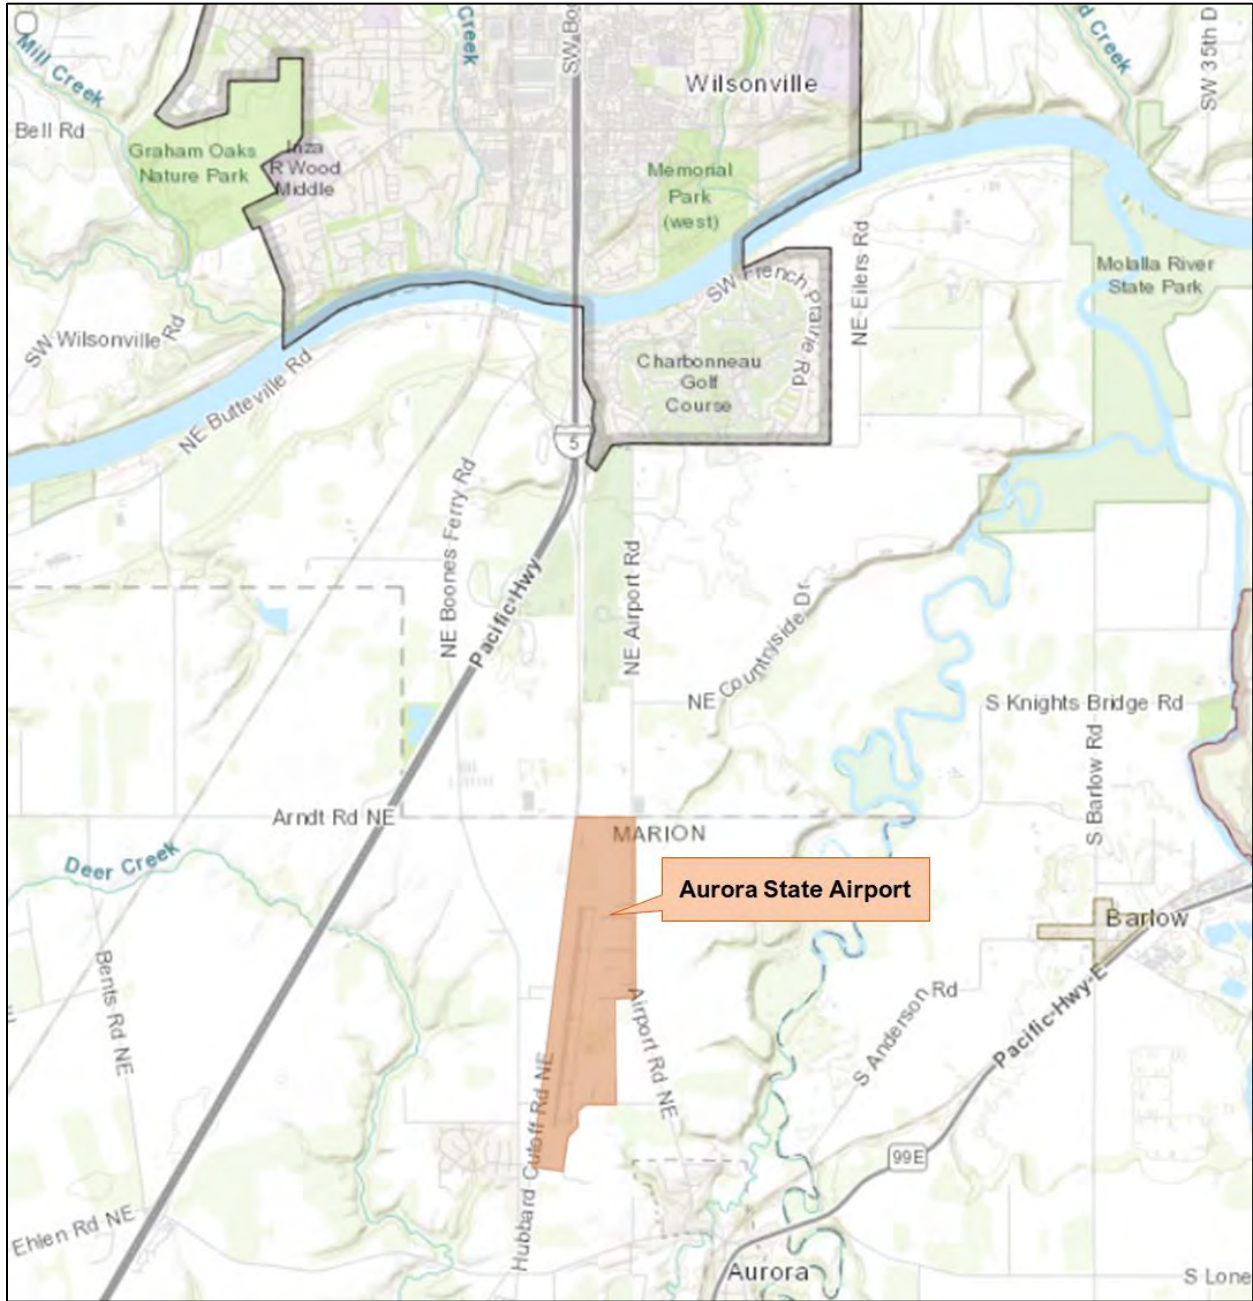 Creek
SW Bo
d Creek
SW 35th D
Mill Creek
Wilsonville
Bell Rd
Graham Oaks
Nature Park
Inza
R Wood
Middle
Memorial
Park
(west)
NE Eilers Rd
Molalla River
State Park
SW French Prairie Rd
SW Wilsonville Rd
Charbonneau
Golf
Course
NE Butteville Rd
5
NE Boones Ferry Rd
Pacific Hwy
NE Airport Rd
NE Countryside Dr
S Knights Bridge Rd
S Barlow Rd
Arndt Rd NE
MARION
Deer Creek
Aurora State Airport
Barlow
Bents Rd NE
Airport Rd NE
S Anderson Rd
Pacific Hwy E
Hubbard Cutoff Rd NE
99E
Ehlen Rd NE
Aurora
S Lone